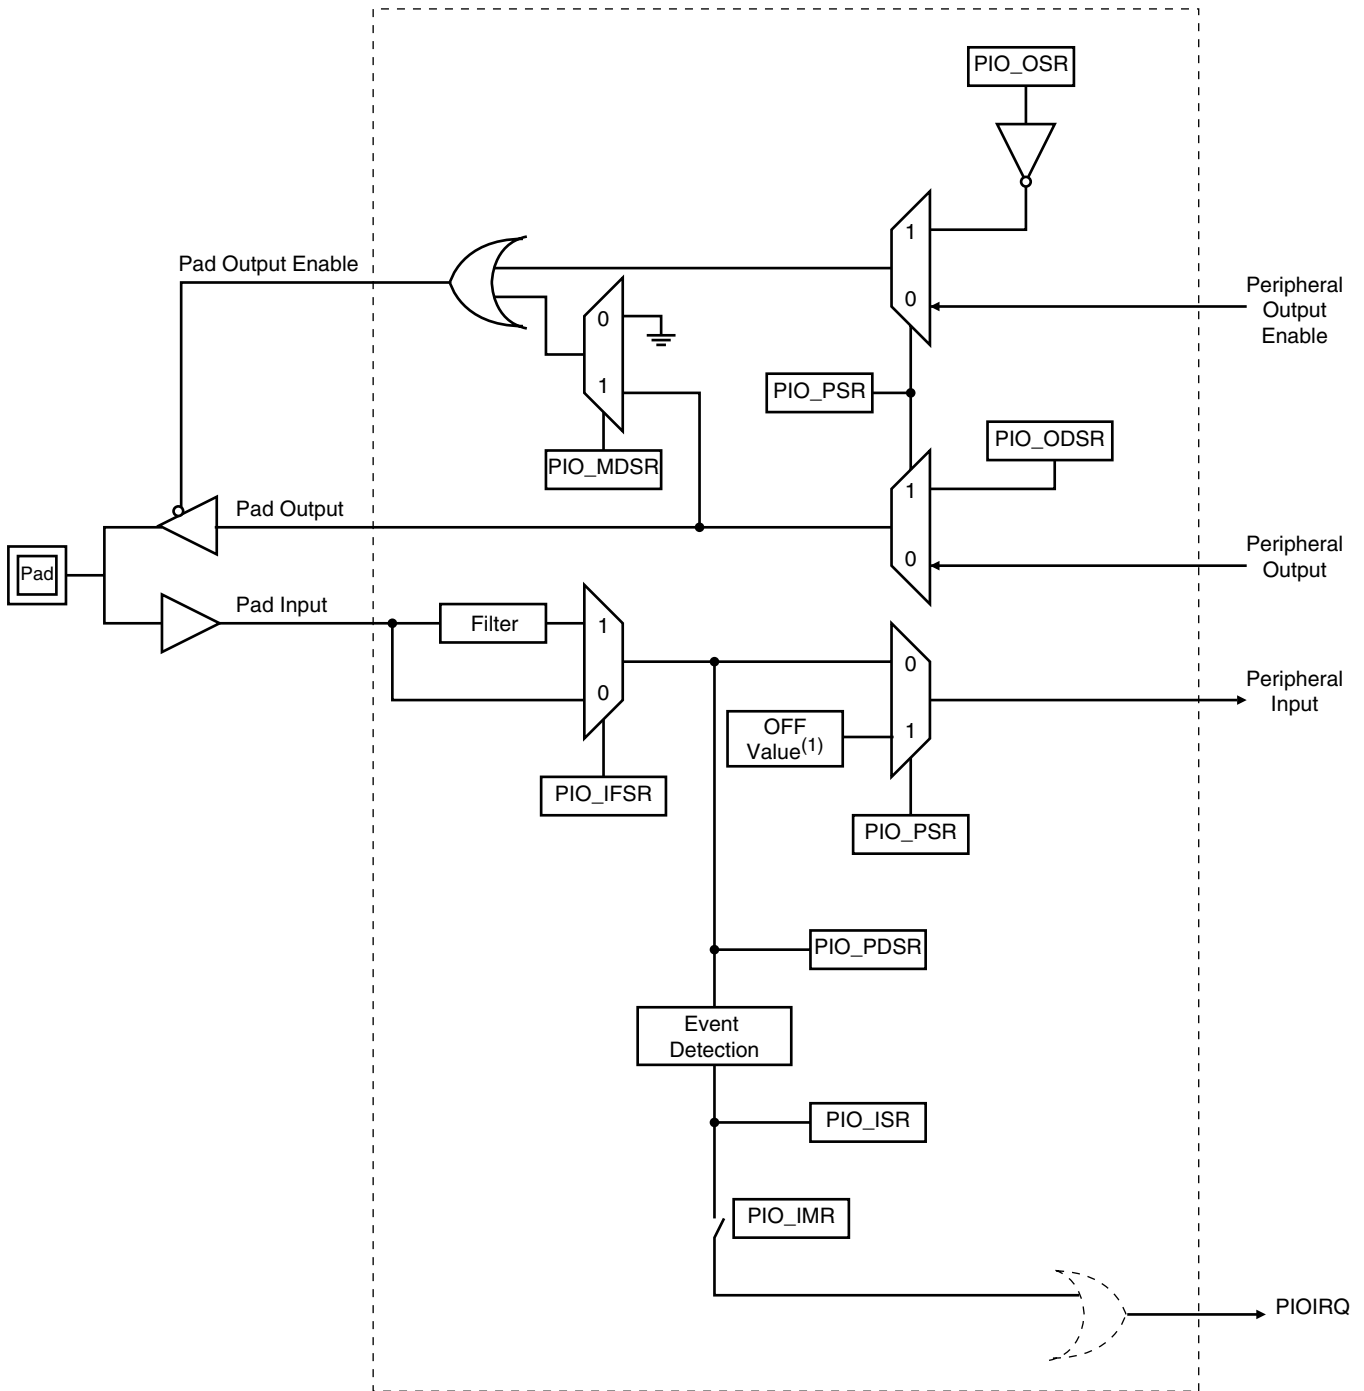 PIO_OSR
1
Pad Output Enable
0
Peripheral
Output
Enable
0
1
PIO_PSR
PIO_MDSR
PIO_ODSR
1
Pad Output
0
Peripheral
Output
Pad
Pad Input
Filter
1
0
0
Peripheral
Input
OFF
Value(1)
1
PIO_IFSR
PIO_PSR
PIO_PDSR
Event
Detection
PIO_ISR
PIO_IMR
PIOIRQ